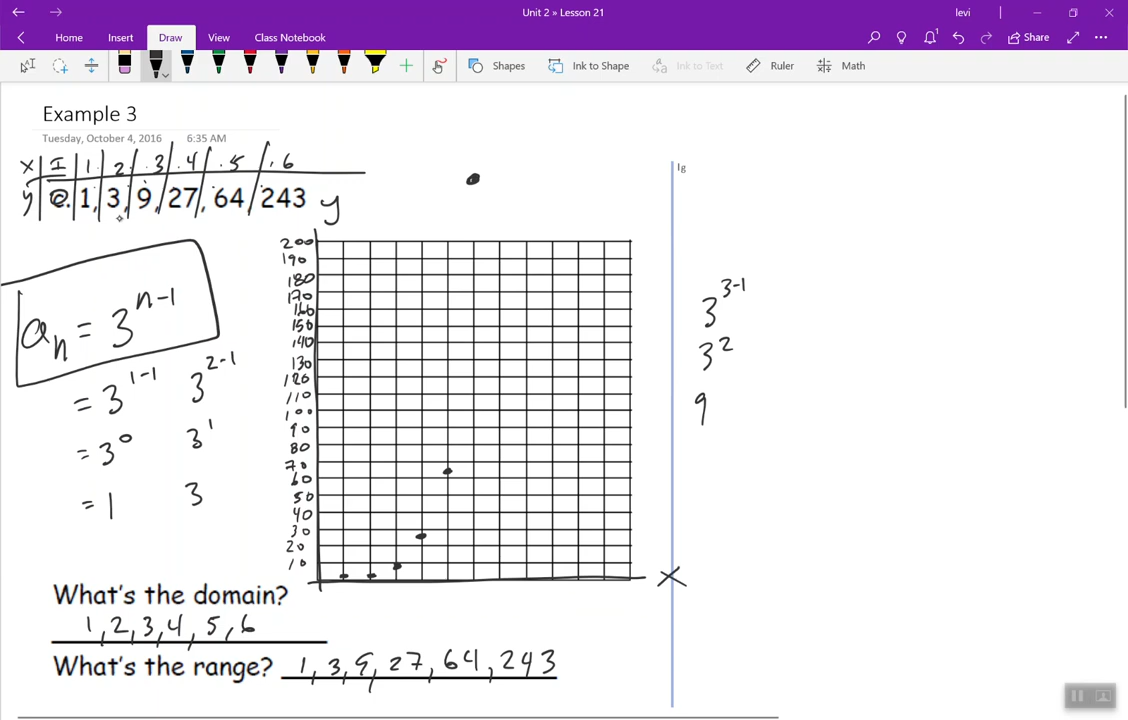 Unit 2 » Lesson 21
levi
Home Insert Draw View Class Notebook
Share
Shapes Ink to Shape Ink to Text Ruler Math
Example 3
Tuesday, October 4, 2016 6:35 AM
x 1 2 3 4 5 6
y 1, 3, 9, 27, 64, 243 y
lg
aₙ = 3ⁿ⁻¹
= 3¹⁻¹ 3²⁻¹
= 3⁰ 3¹
= 1 3
200
190
180
170
160
150
140
130
120
110
100
90
80
70
60
50
40
30
20
10
x
3³⁻¹
3²
9
What's the domain?
1, 2, 3, 4, 5, 6
What's the range? 1, 3, 9, 27, 64, 243